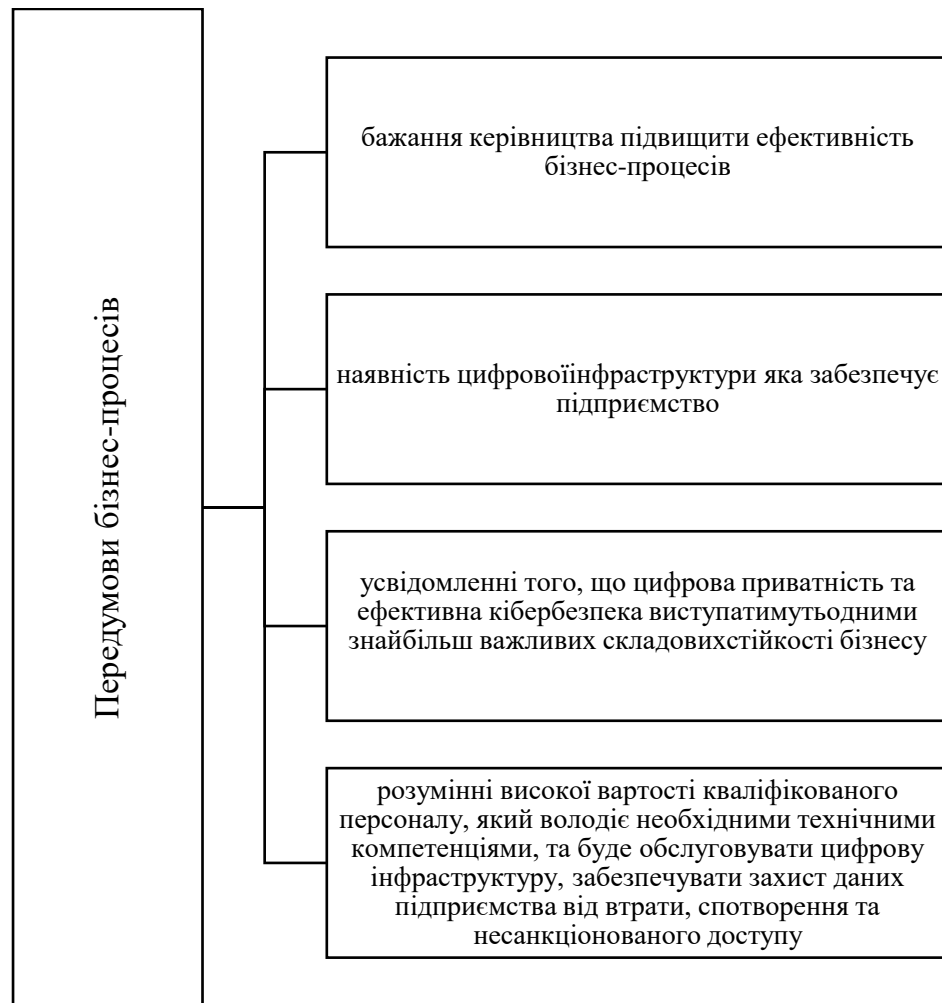 Передумови бізнес-процесів
бажання керівництва підвищити ефективність
бізнес-процесів
наявність цифровоїінфраструктури яка забезпечує
підприємство
усвідомленні того, що цифрова приватність та
ефективна кібербезпека виступатимутьодними
знайбільш важливих складовихстійкості бізнесу
розумінні високої вартості кваліфікованого
персоналу, який володіє необхідними технічними
компетенціями, та буде обслуговувати цифрову
інфраструктуру, забезпечувати захист даних
підприємства від втрати, спотворення та
несанкціонованого доступу